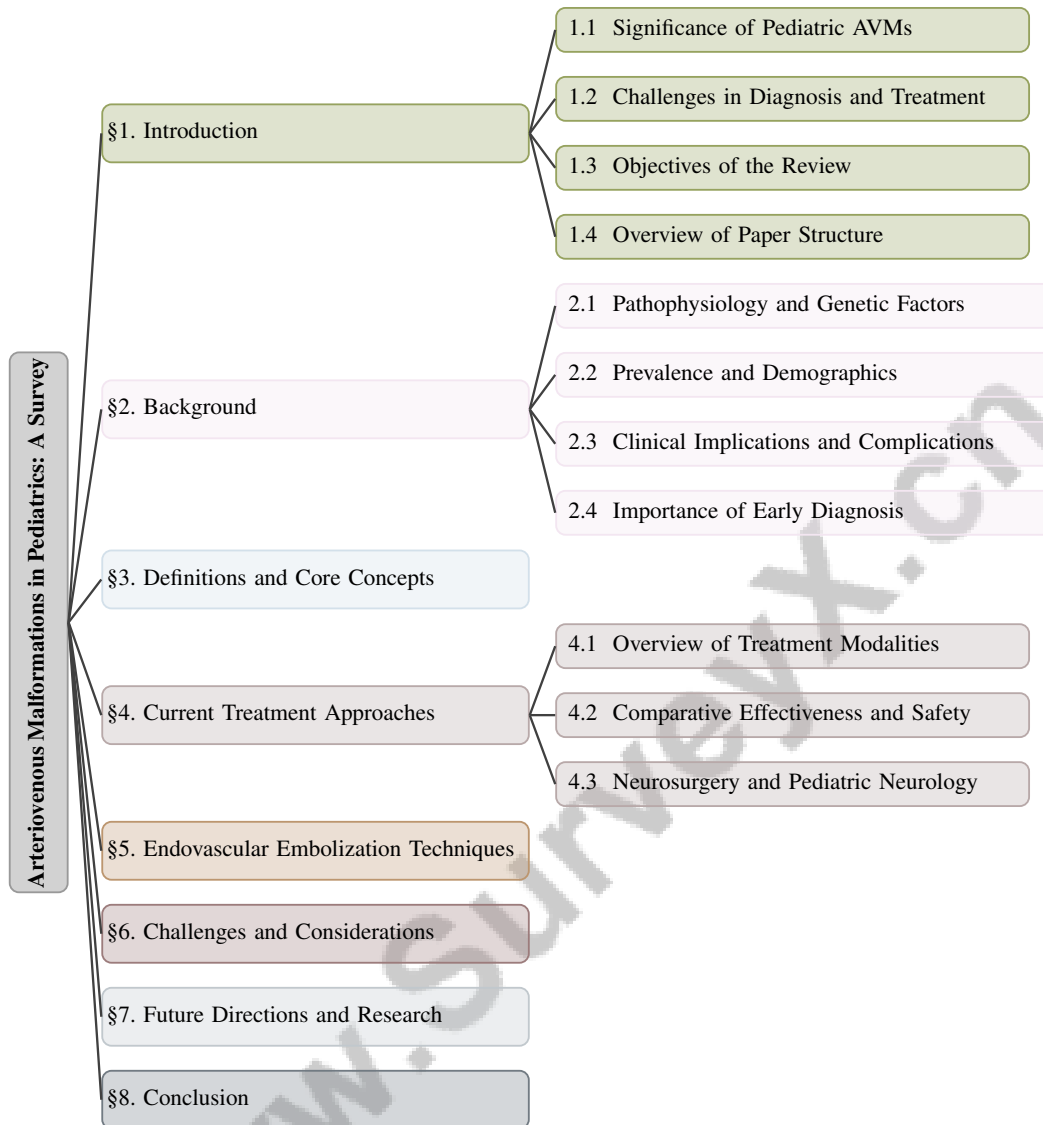 Arteriovenous Malformations in Pediatrics: A Survey
§1. Introduction
1.1 Significance of Pediatric AVMs
1.2 Challenges in Diagnosis and Treatment
1.3 Objectives of the Review
1.4 Overview of Paper Structure
§2. Background
2.1 Pathophysiology and Genetic Factors
2.2 Prevalence and Demographics
2.3 Clinical Implications and Complications
2.4 Importance of Early Diagnosis
§3. Definitions and Core Concepts
§4. Current Treatment Approaches
4.1 Overview of Treatment Modalities
4.2 Comparative Effectiveness and Safety
4.3 Neurosurgery and Pediatric Neurology
§5. Endovascular Embolization Techniques
§6. Challenges and Considerations
§7. Future Directions and Research
§8. Conclusion
www.Surveyx.cn